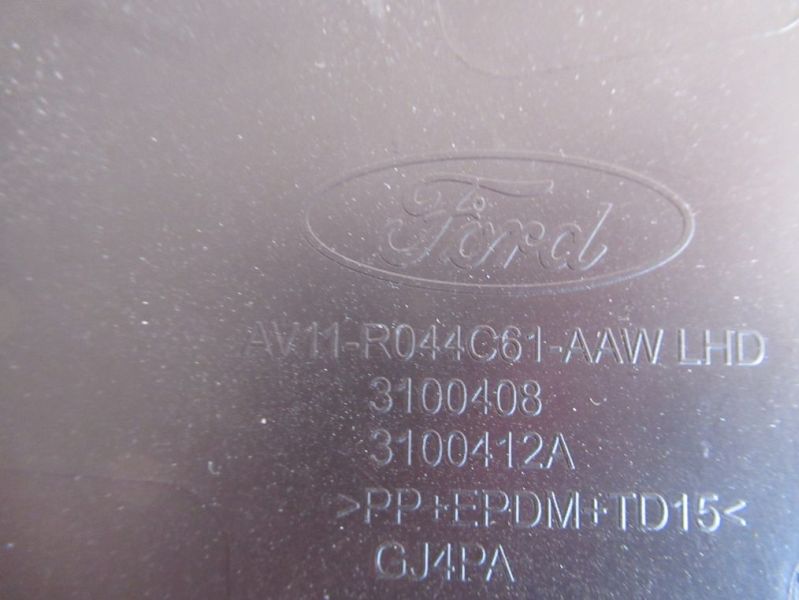 Ford
AV11-R044C61-AAW LHD
3100408
3100412A
>PP+EPDM+TD15<
GJ4PA